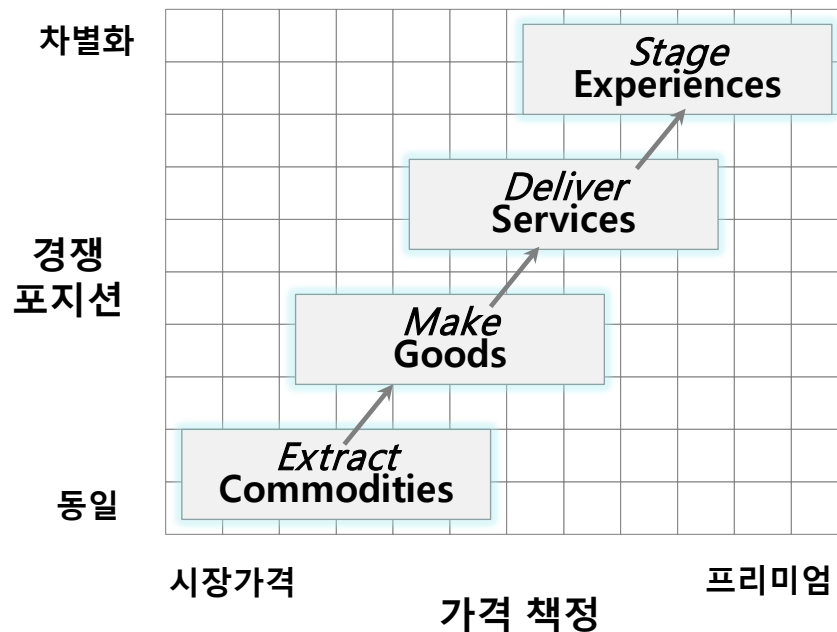 차별화
Stage
Experiences
Deliver
Services
경쟁
포지션
Make
Goods
Extract
Commodities
동일
시장가격
프리미엄
가격 책정